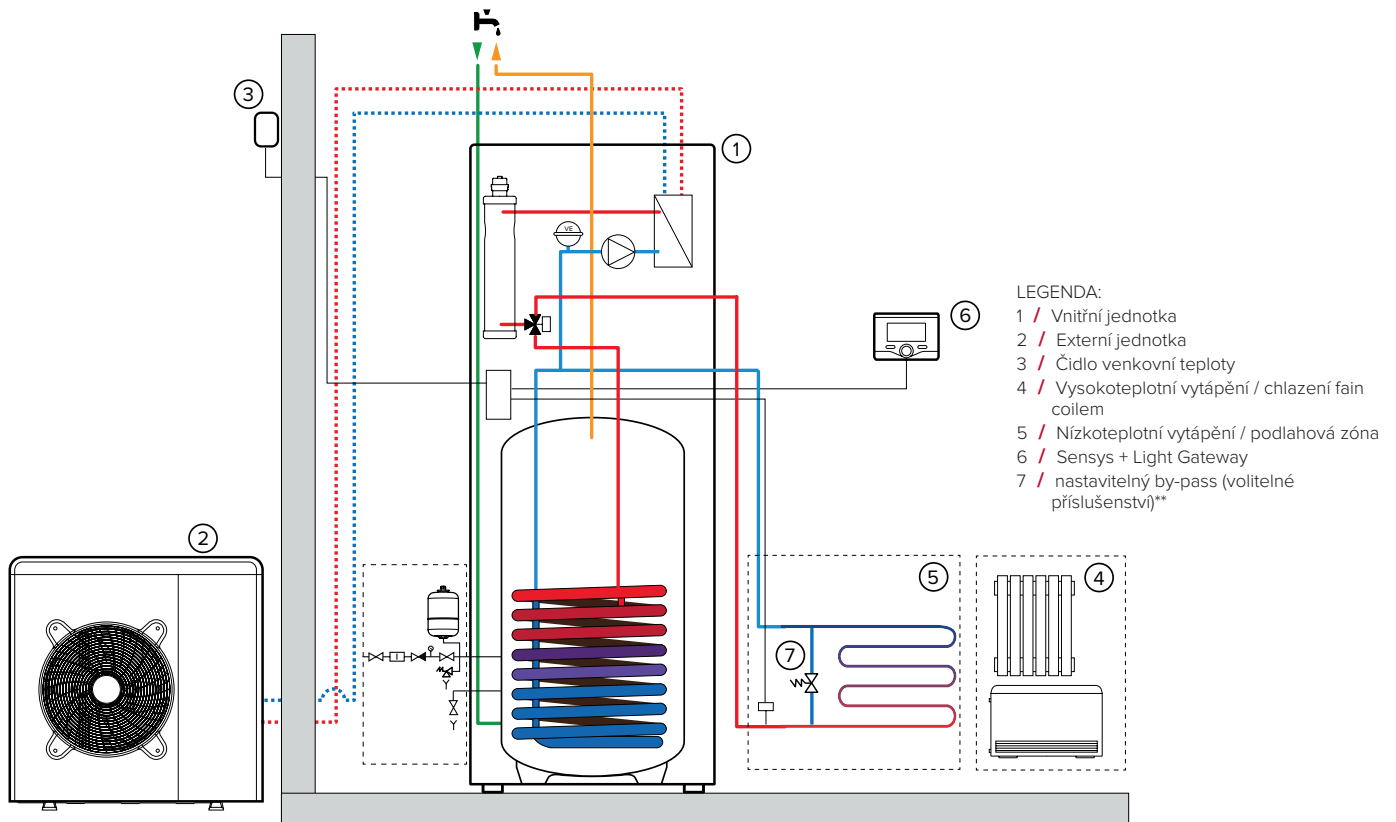 3
1
VE
6
LEGENDA:
1 / Vnitřní jednotka
2 / Externí jednotka
3 / Čidlo venkovní teploty
4 / Vysokoteplotní vytápění / chlazení fain
coilem
5 / Nízkoteplotní vytápění / podlahová zóna
6 / Sensys + Light Gateway
7 / nastavitelný by-pass (volitelné
příslušenství)**
2
5
4
7